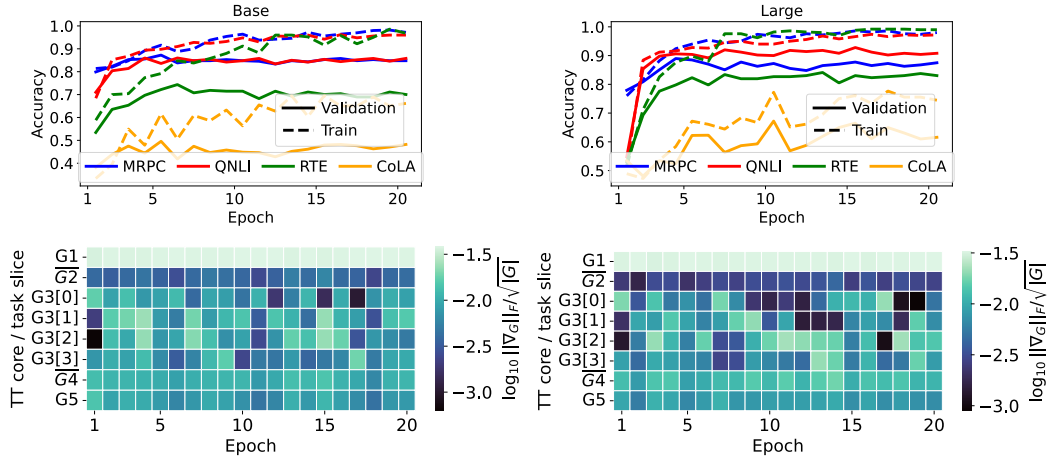 Base
Accuracy
1.0
0.9
0.8
0.7
0.6
0.5
0.4
Validation
Train
MRPC QNLI RTE CoLA
1 5 10 15 20
Epoch
Large
Accuracy
1.0
0.9
0.8
0.7
0.6
0.5
Validation
Train
MRPC QNLI RTE CoLA
1 5 10 15 20
Epoch
TT core / task slice
G1
G2
G3[0]
G3[1]
G3[2]
G3[3]
G4
G5
1 5 10 15 20
Epoch
−1.5
−2.0
−2.5
−3.0
log₁₀ ||∇_G||_F/√|G|
TT core / task slice
G1
G2
G3[0]
G3[1]
G3[2]
G3[3]
G4
G5
1 5 10 15 20
Epoch
−1.5
−2.0
−2.5
−3.0
log₁₀ ||∇_G||_F/√|G|